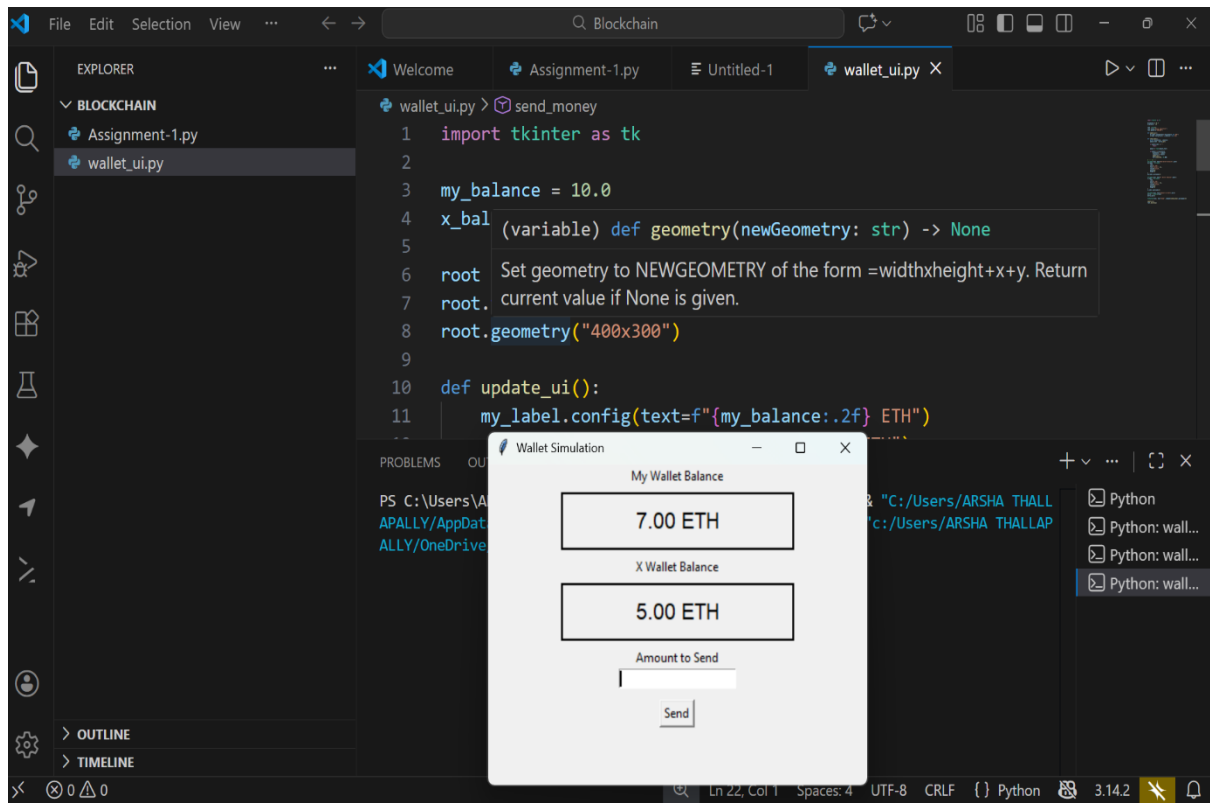 File Edit Selection View ··· Blockchain
EXPLORER ···
BLOCKCHAIN
Assignment-1.py
wallet_ui.py
OUTLINE
TIMELINE
Welcome Assignment-1.py Untitled-1 wallet_ui.py
wallet_ui.py > send_money
1 import tkinter as tk
2
3 my_balance = 10.0
4 x_bal
5
6 root
7 root.
8 root.geometry("400x300")
9
10 def update_ui():
11 my_label.config(text=f"{my_balance:.2f} ETH")
(variable) def geometry(newGeometry: str) -> None
Set geometry to NEWGEOMETRY of the form =widthxheight+x+y. Return
current value if None is given.
PROBLEMS OU
PS C:\Users\A & "C:/Users/ARSHA THALL
APALLY/AppDat "c:/Users/ARSHA THALLAP
ALLY/OneDrive
Python
Python: wall...
Python: wall...
Python: wall...
Wallet Simulation
My Wallet Balance
7.00 ETH
X Wallet Balance
5.00 ETH
Amount to Send
Send
0 0 Ln 22, Col 1 Spaces: 4 UTF-8 CRLF {} Python 3.14.2